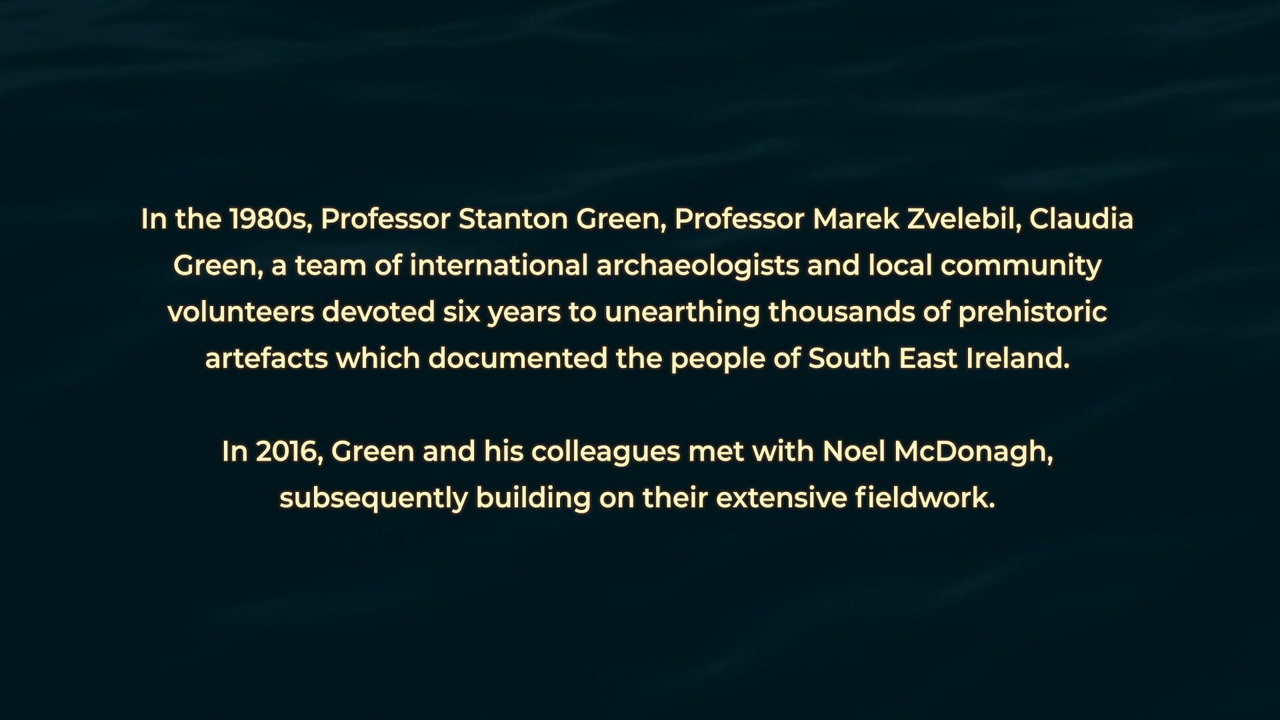 In the 1980s, Professor Stanton Green, Professor Marek Zvelebil, Claudia
Green, a team of international archaeologists and local community
volunteers devoted six years to unearthing thousands of prehistoric
artefacts which documented the people of South East Ireland.
In 2016, Green and his colleagues met with Noel McDonagh,
subsequently building on their extensive fieldwork.